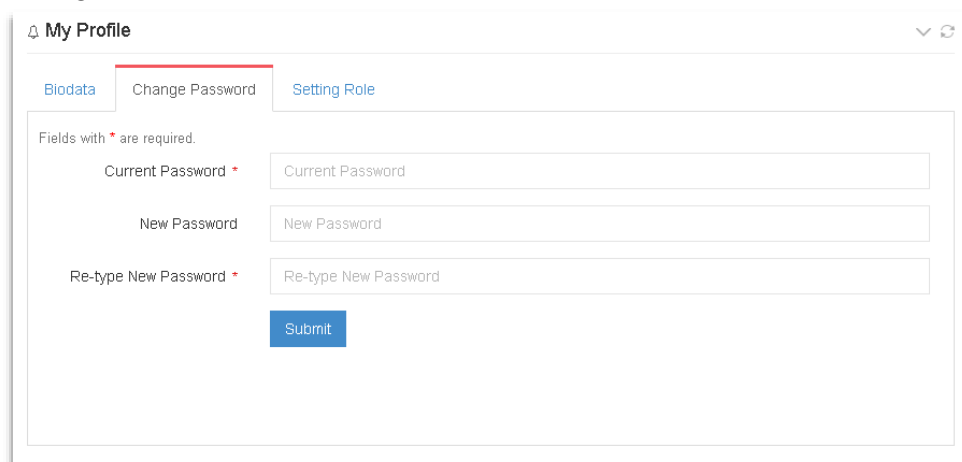 My Profile
Biodata Change Password Setting Role
Fields with * are required.
Current Password * Current Password
New Password New Password
Re-type New Password * Re-type New Password
Submit